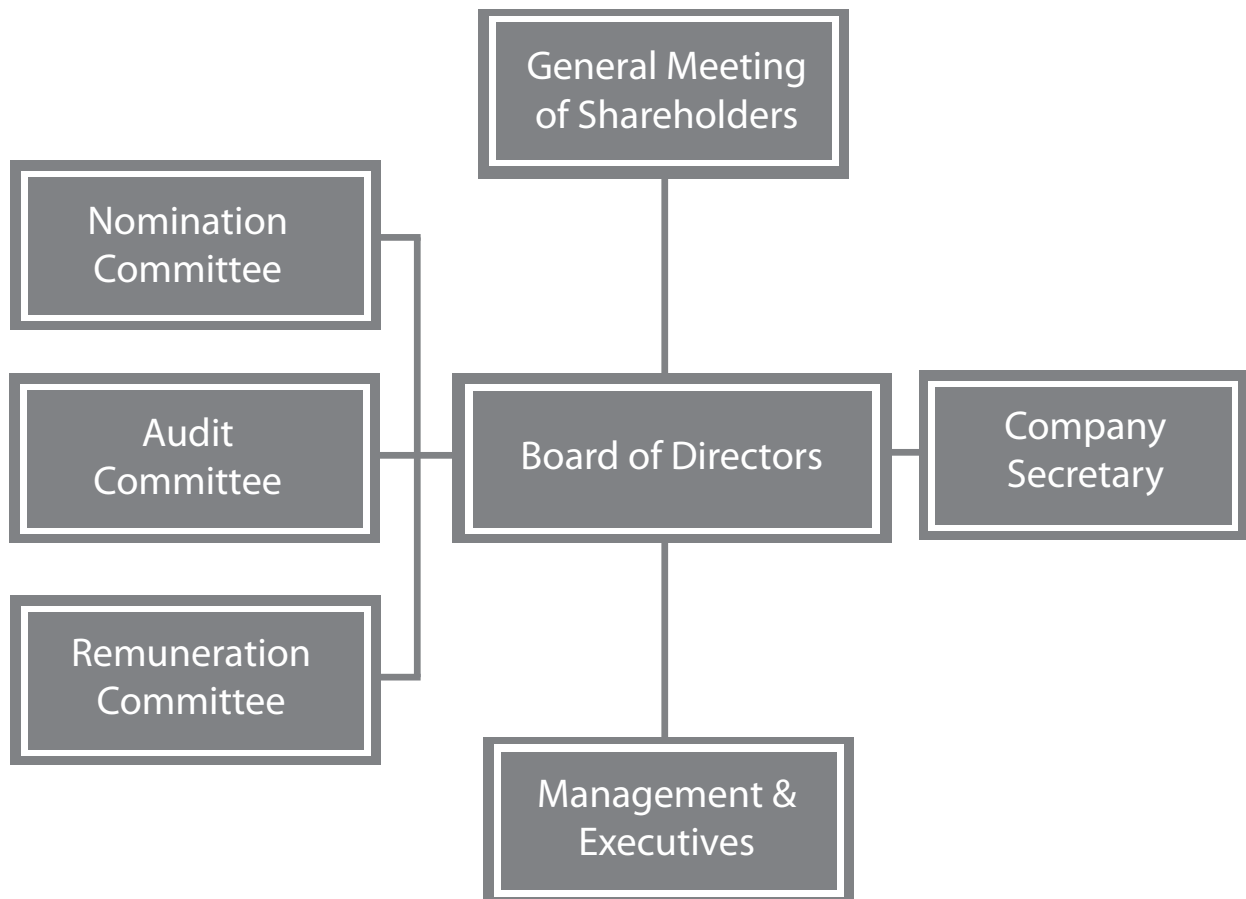 General Meeting
of Shareholders
Nomination
Committee
Audit
Committee
Board of Directors
Company
Secretary
Remuneration
Committee
Management &
Executives